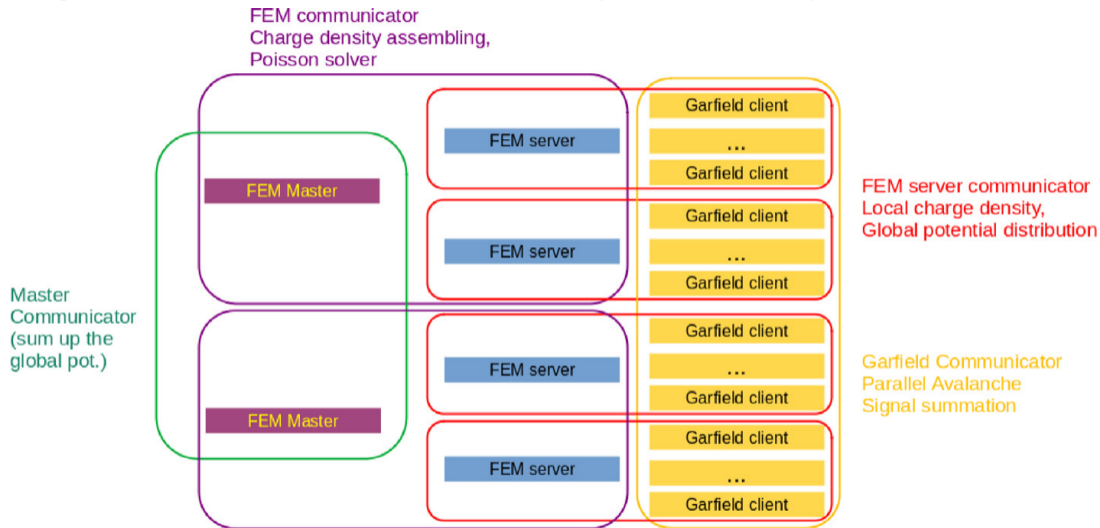 FEM communicator
Charge density assembling,
Poisson solver
Garfield client
FEM server
...
Garfield client
FEM Master
FEM server communicator
Local charge density,
Global potential distribution
Garfield client
FEM server
...
Garfield client
Master
Communicator
(sum up the
global pot.)
Garfield client
FEM server
...
Garfield client
Garfield Communicator
Parallel Avalanche
Signal summation
FEM Master
Garfield client
FEM server
...
Garfield client